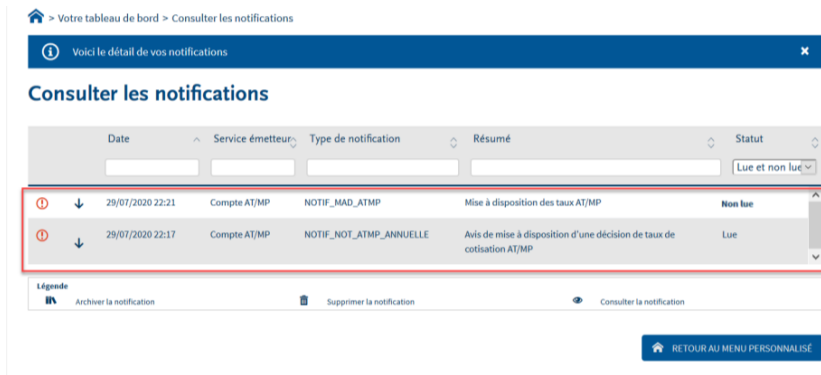 > Votre tableau de bord > Consulter les notifications
Voici le détail de vos notifications
Consulter les notifications
Date Service émetteur Type de notification Résumé Statut
Lue et non lue
29/07/2020 22:21 Compte AT/MP NOTIF_MAD_ATMP Mise à disposition des taux AT/MP Non lue
29/07/2020 22:17 Compte AT/MP NOTIF_NOT_ATMP_ANNUELLE Avis de mise à disposition d'une décision de taux de Lue
cotisation AT/MP
Légende
Archiver la notification Supprimer la notification Consulter la notification
RETOUR AU MENU PERSONNALISÉ